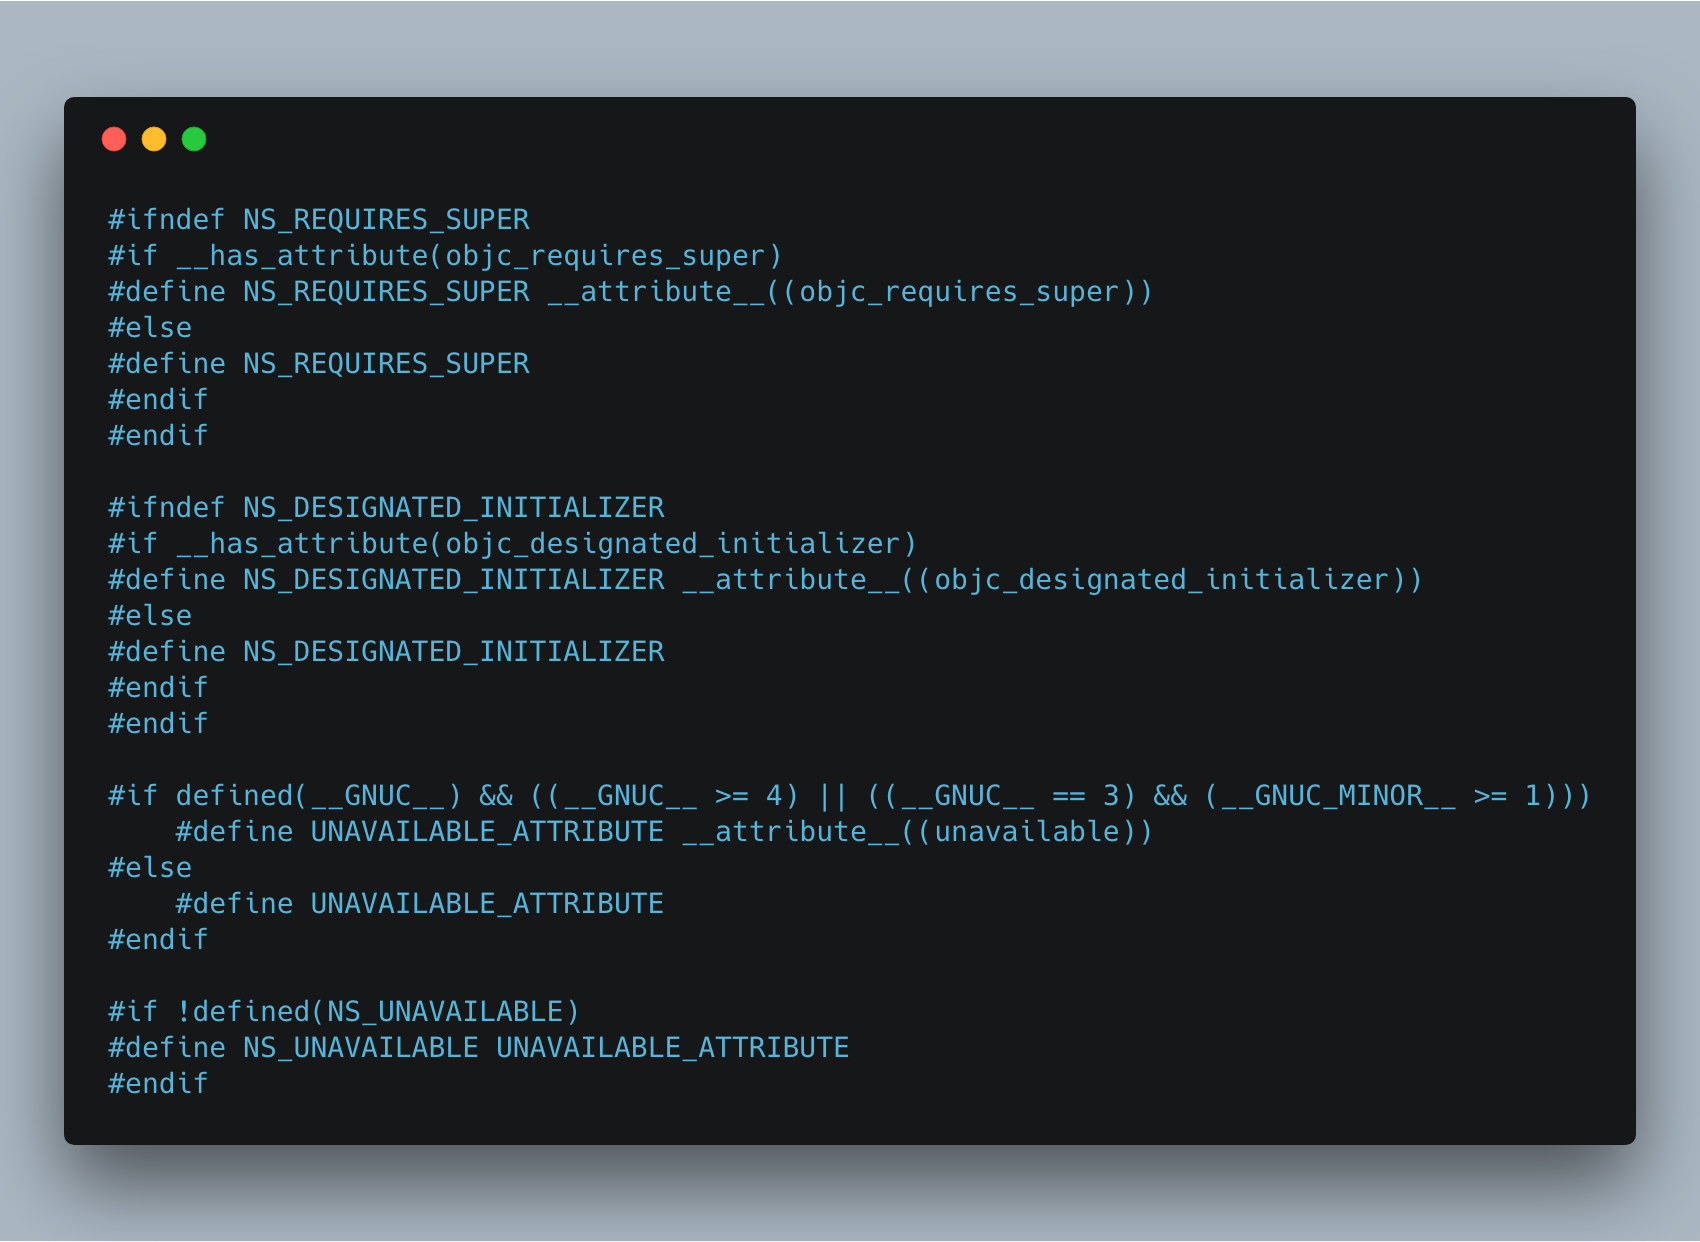 #ifndef NS_REQUIRES_SUPER
#if __has_attribute(objc_requires_super)
#define NS_REQUIRES_SUPER __attribute__((objc_requires_super))
#else
#define NS_REQUIRES_SUPER
#endif
#endif

#ifndef NS_DESIGNATED_INITIALIZER
#if __has_attribute(objc_designated_initializer)
#define NS_DESIGNATED_INITIALIZER __attribute__((objc_designated_initializer))
#else
#define NS_DESIGNATED_INITIALIZER
#endif
#endif

#if defined(__GNUC__) && ((__GNUC__ >= 4) || ((__GNUC__ == 3) && (__GNUC_MINOR__ >= 1)))
    #define UNAVAILABLE_ATTRIBUTE __attribute__((unavailable))
#else
    #define UNAVAILABLE_ATTRIBUTE
#endif

#if !defined(NS_UNAVAILABLE)
#define NS_UNAVAILABLE UNAVAILABLE_ATTRIBUTE
#endif